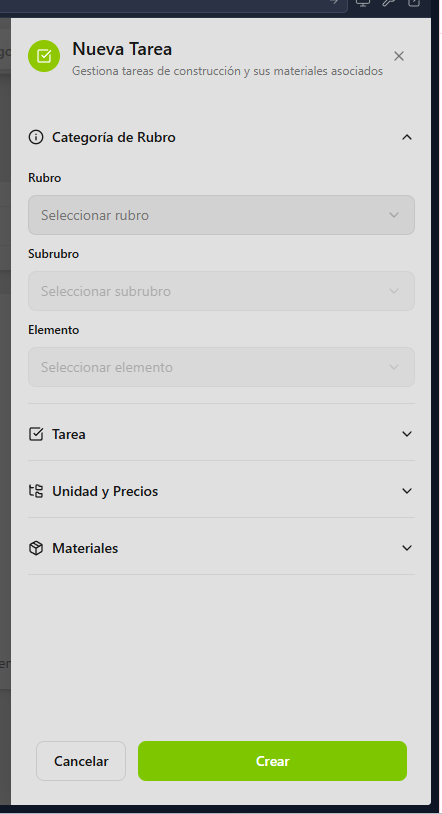 Nueva Tarea
Gestiona tareas de construcción y sus materiales asociados
Categoría de Rubro
Rubro
Seleccionar rubro
Subrubro
Seleccionar subrubro
Elemento
Seleccionar elemento
Tarea
Unidad y Precios
Materiales
Cancelar
Crear